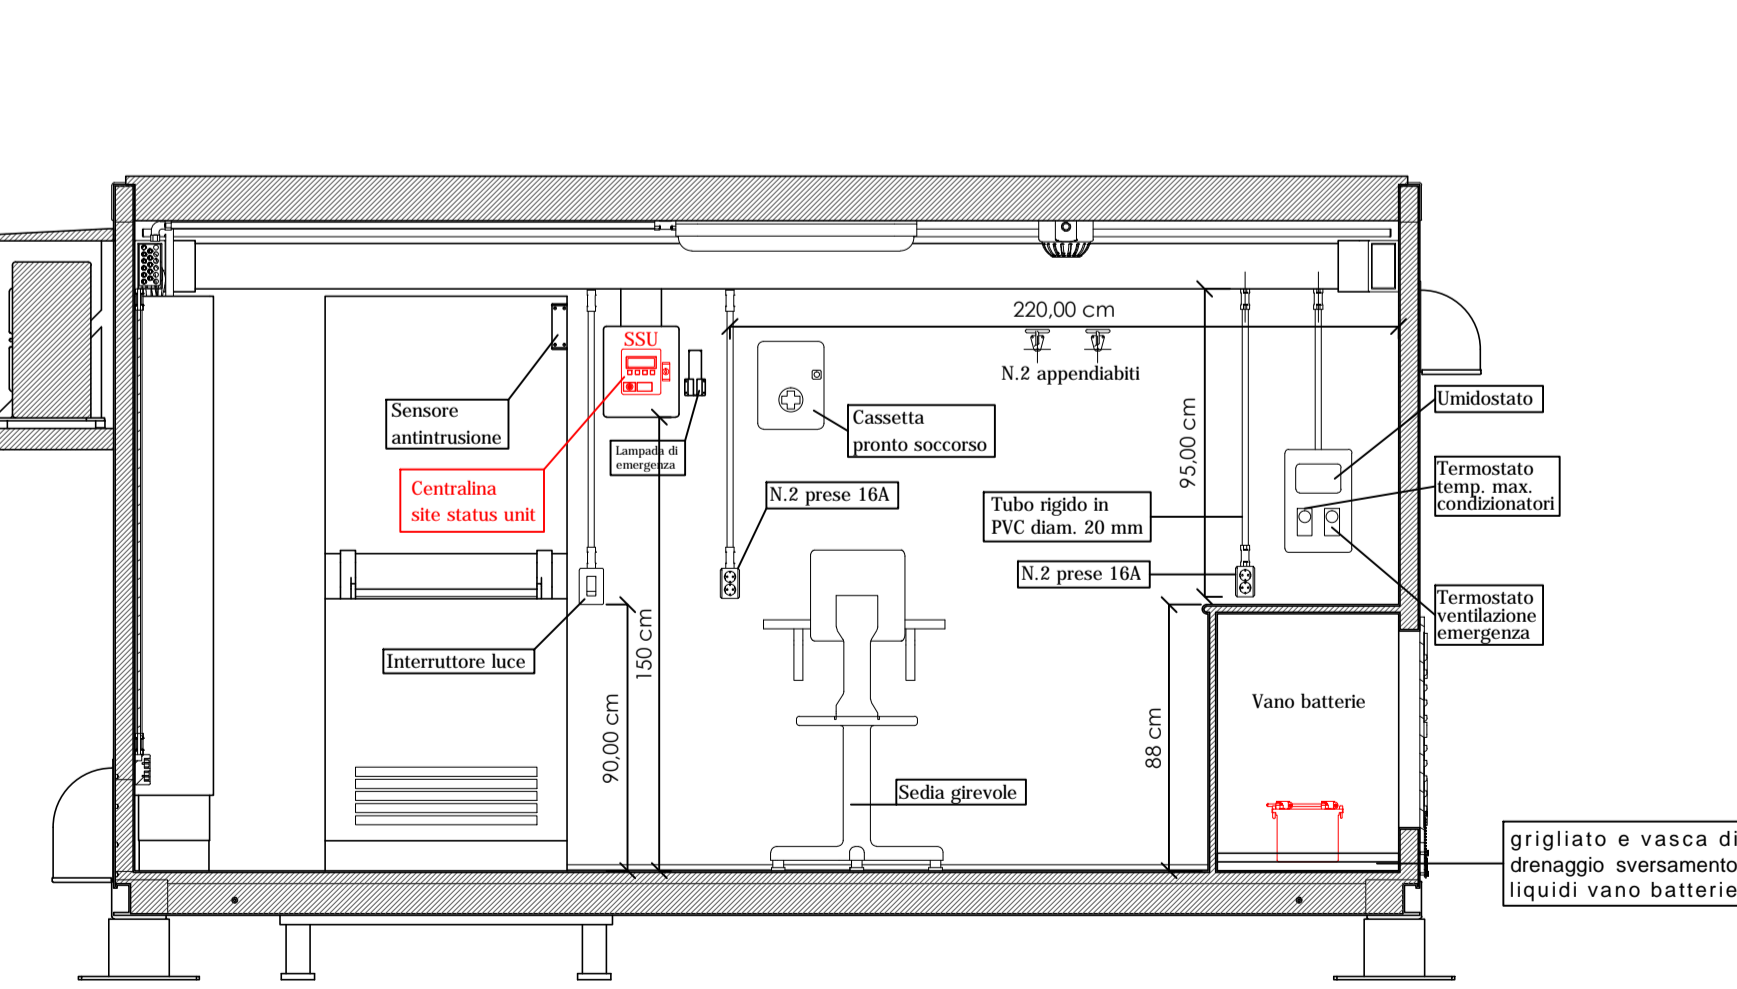 220,00 cm
SSU
N.2 appendiabiti
Umidostato
Sensore
antintrusione
Cassetta
pronto soccorso
95,00 cm
Lampada di
emergenza
Termostato
temp. max.
condizionatori
Centralina
site status unit
N.2 prese 16A
Tubo rigido in
PVC diam. 20 mm
N.2 prese 16A
Termostato
ventilazione
emergenza
Interruttore luce
150 cm
90,00 cm
88 cm
Vano batterie
Sedia girevole
grigliato e vasca di
drenaggio sversamento
liquidi vano batterie